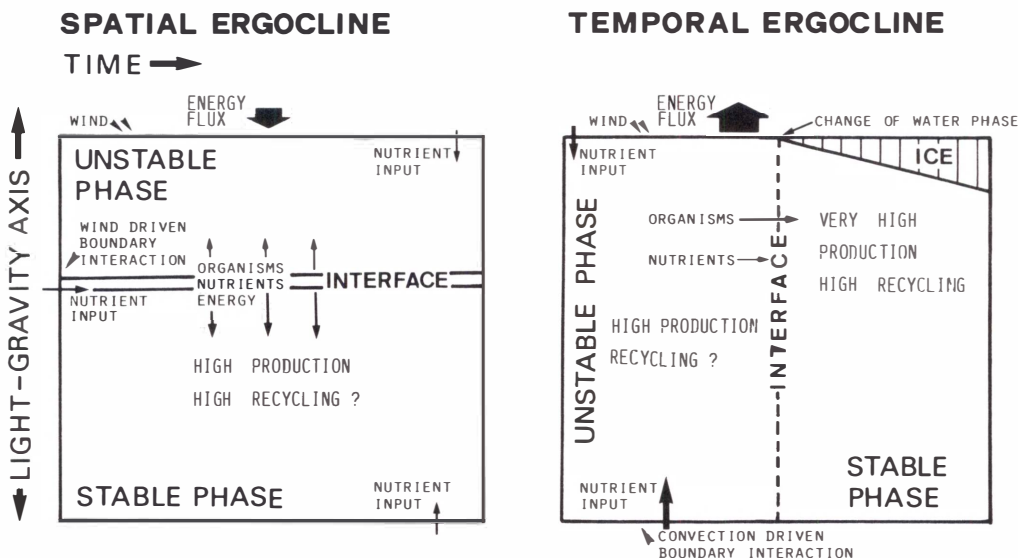 SPATIAL ERGOCLINE
TIME
LIGHT-GRAVITY AXIS
WIND
ENERGY
FLUX
UNSTABLE
PHASE
NUTRIENT
INPUT
WIND DRIVEN
BOUNDARY
INTERACTION
ORGANISMS
NUTRIENTS
ENERGY
INTERFACE
NUTRIENT
INPUT
HIGH PRODUCTION
HIGH RECYCLING ?
STABLE PHASE
NUTRIENT
INPUT
TEMPORAL ERGOCLINE
WIND
ENERGY
FLUX
CHANGE OF WATER PHASE
NUTRIENT
INPUT
ICE
UNSTABLE PHASE
ORGANISMS
NUTRIENTS
INTERFACE
VERY HIGH
PRODUCTION
HIGH RECYCLING
HIGH PRODUCTION
RECYCLING ?
STABLE
PHASE
NUTRIENT
INPUT
CONVECTION DRIVEN
BOUNDARY INTERACTION